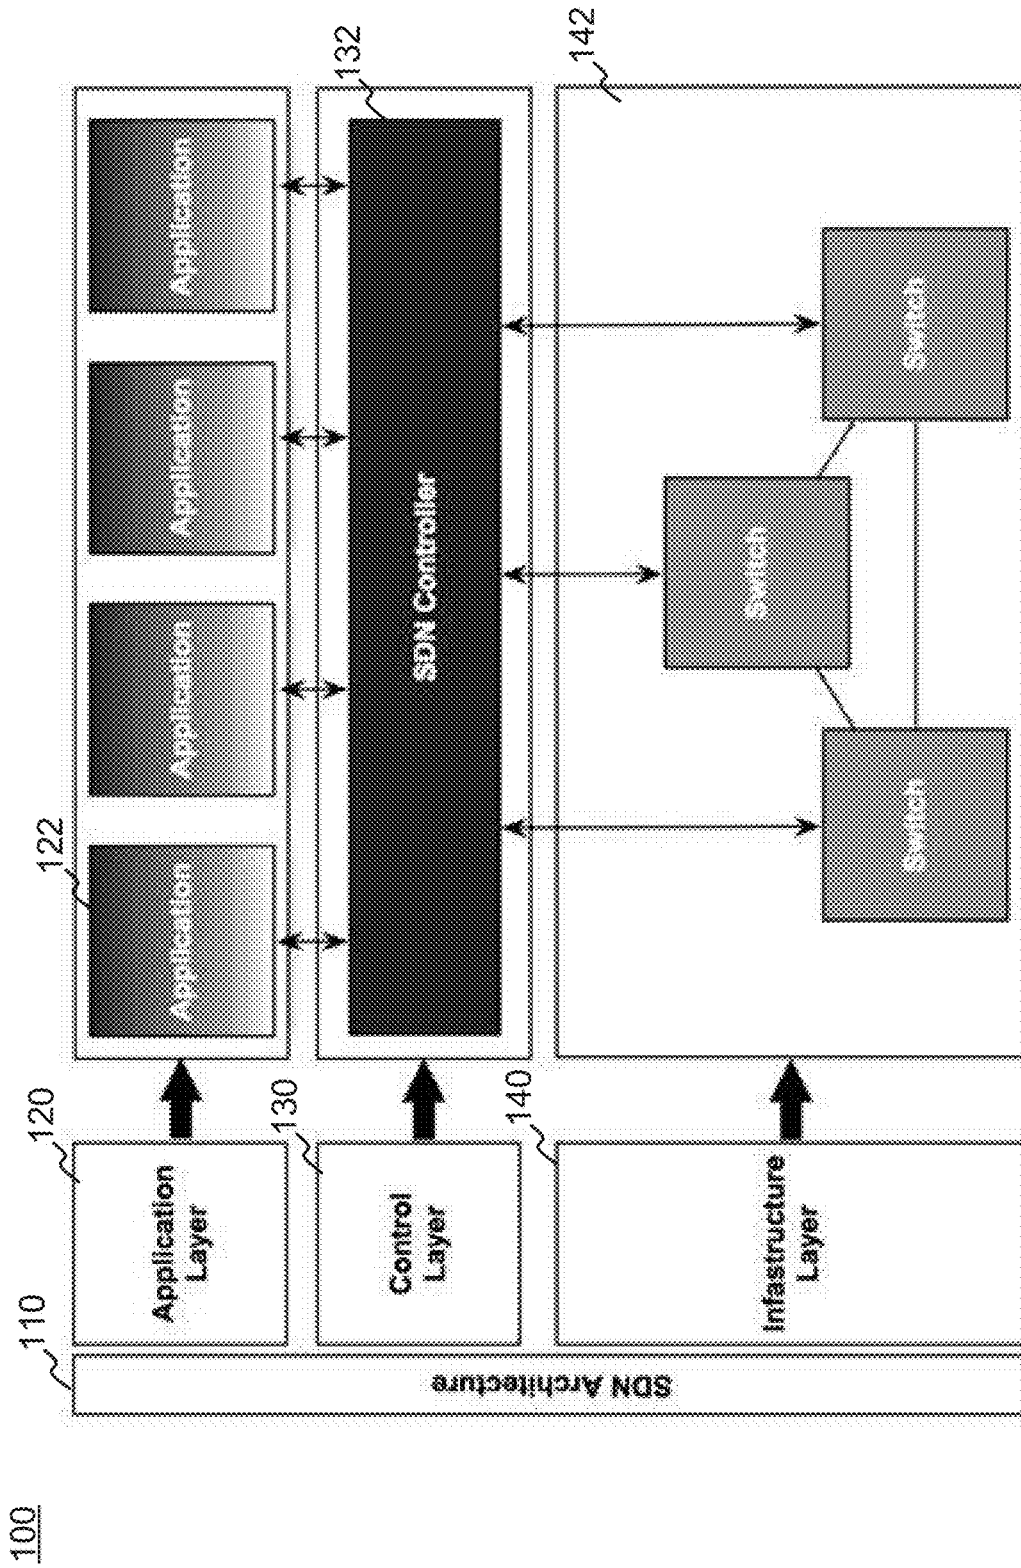 100
110
SDN Architecture
120
Application
Layer
122
Application
Application
Application
Application
130
Control
Layer
132
SDN Controller
140
Infastructure
Layer
142
Switch
Switch
Switch